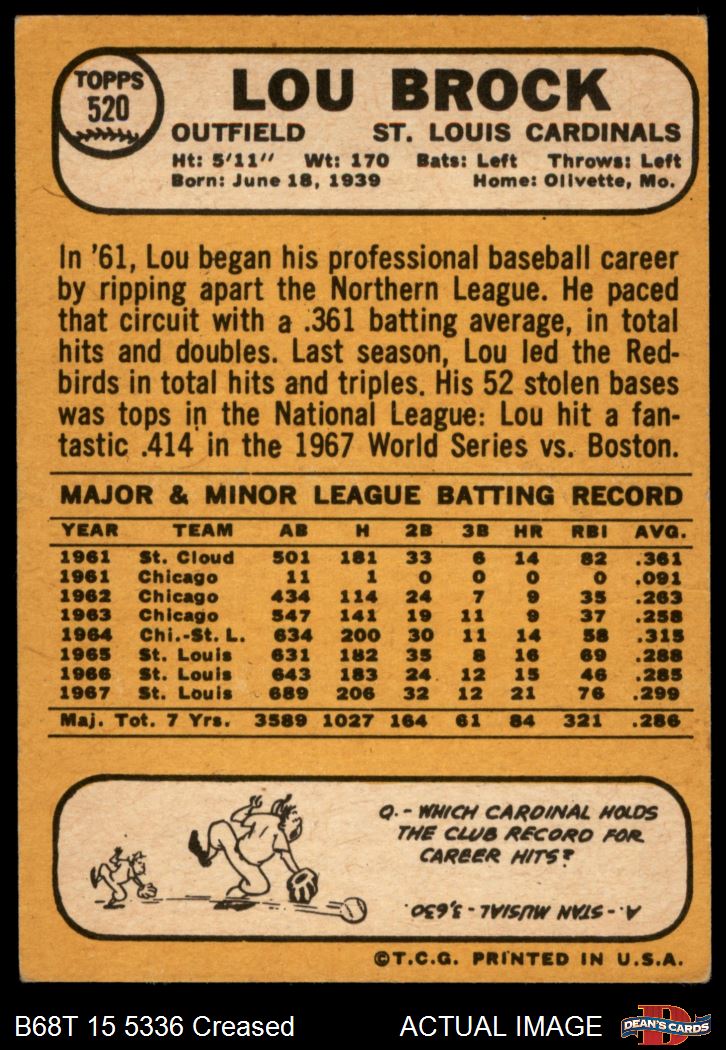 TOPPS
520
LOU BROCK
OUTFIELD ST. LOUIS CARDINALS
Ht: 5'11" Wt: 170 Bats: Left Throws: Left
Born: June 18, 1939 Home: Olivette, Mo.
In '61, Lou began his professional baseball career
by ripping apart the Northern League. He paced
that circuit with a .361 batting average, in total
hits and doubles. Last season, Lou led the Red-
birds in total hits and triples. His 52 stolen bases
was tops in the National League: Lou hit a fan-
tastic .414 in the 1967 World Series vs. Boston.
MAJOR & MINOR LEAGUE BATTING RECORD
YEAR TEAM AB H 2B 3B HR RBI AVG.
1961 St. Cloud 501 181 33 6 14 82 .361
1961 Chicago 11 1 0 0 0 0 .091
1962 Chicago 434 114 24 7 9 35 .263
1963 Chicago 547 141 19 11 9 37 .258
1964 Chi.-St. L. 634 200 30 11 14 58 .315
1965 St. Louis 631 182 35 8 16 69 .288
1966 St. Louis 643 183 24 12 15 46 .285
1967 St. Louis 689 206 32 12 21 76 .299
Maj. Tot. 7 Yrs. 3589 1027 164 61 84 321 .286
Q.- WHICH CARDINAL HOLDS
THE CLUB RECORD FOR
CAREER HITS?
A.- STAN MUSIAL - 3,630.
©T.C.G. PRINTED IN U.S.A.
B68T 15 5336 Creased ACTUAL IMAGE
D
DEAN'S CARDS